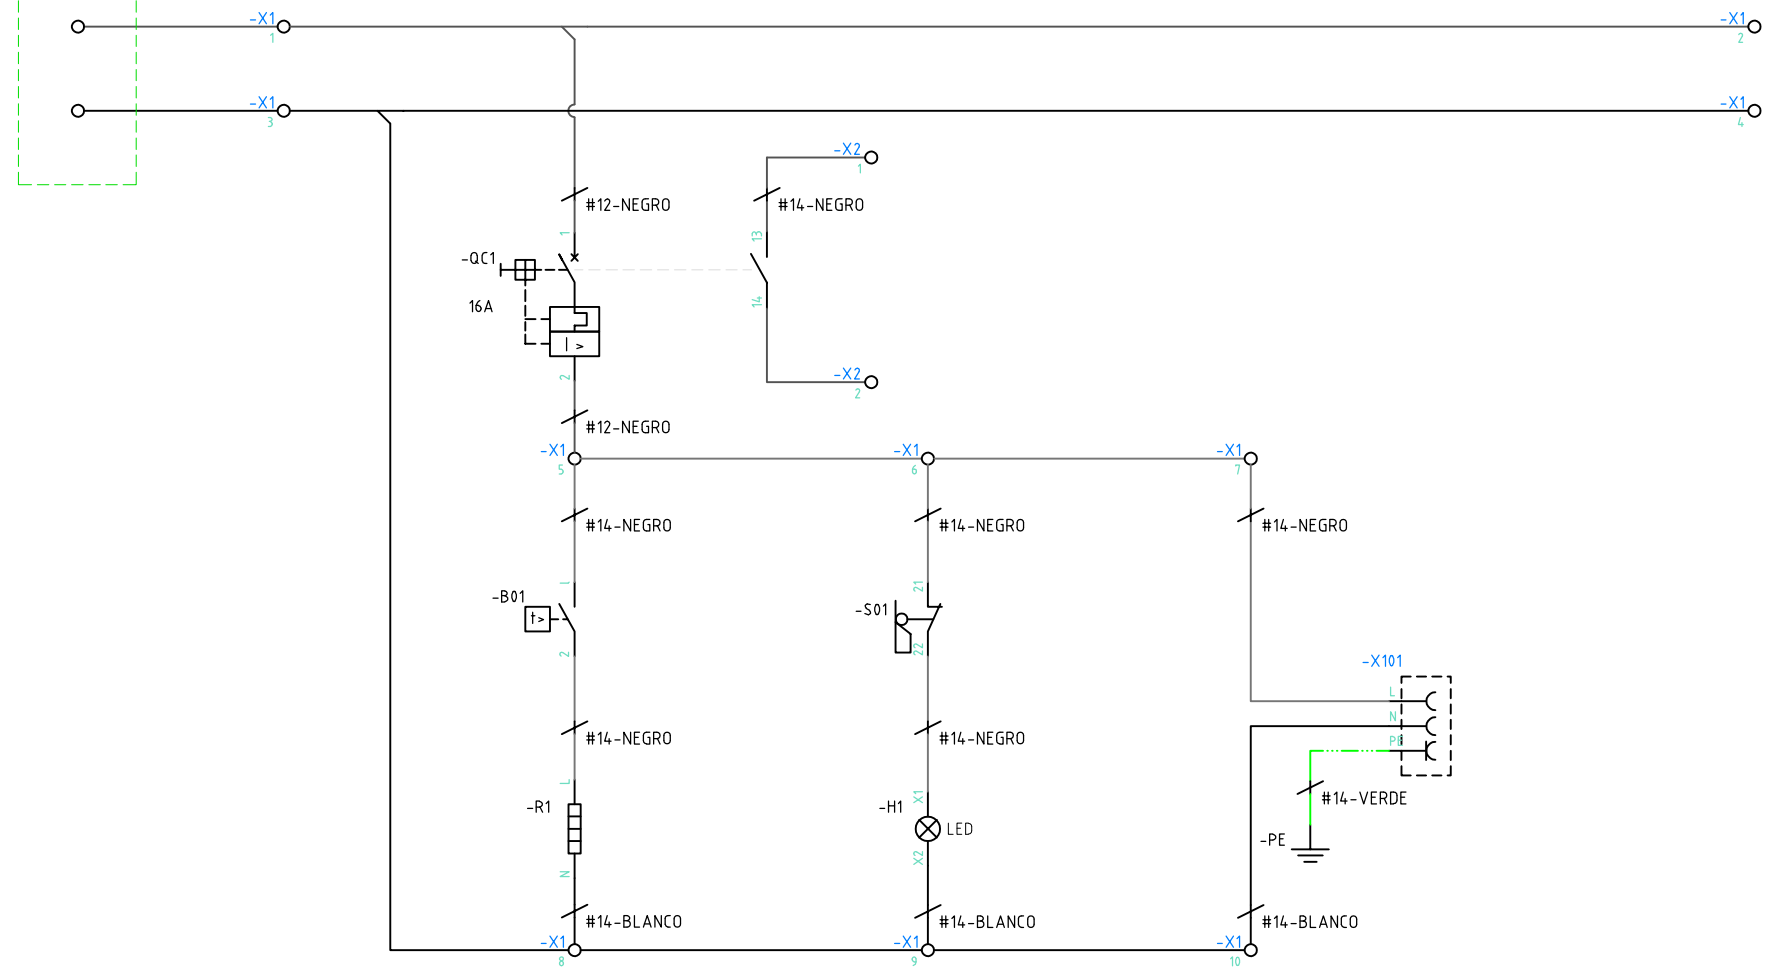 -X1
1
-X1
2
-X1
3
-X1
4
-X2
1
#12-NEGRO
#14-NEGRO
1
13
-QC1
16A
14
| >
2
-X2
2
#12-NEGRO
-X1
5
-X1
6
-X1
7
#14-NEGRO
#14-NEGRO
#14-NEGRO
1
21
-B01
t>
-S01
2
22
-X101
L
N
PE
#14-NEGRO
#14-NEGRO
L
X1
#14-VERDE
-R1
-H1
LED
-PE
N
X2
#14-BLANCO
#14-BLANCO
#14-BLANCO
-X1
8
-X1
9
-X1
10